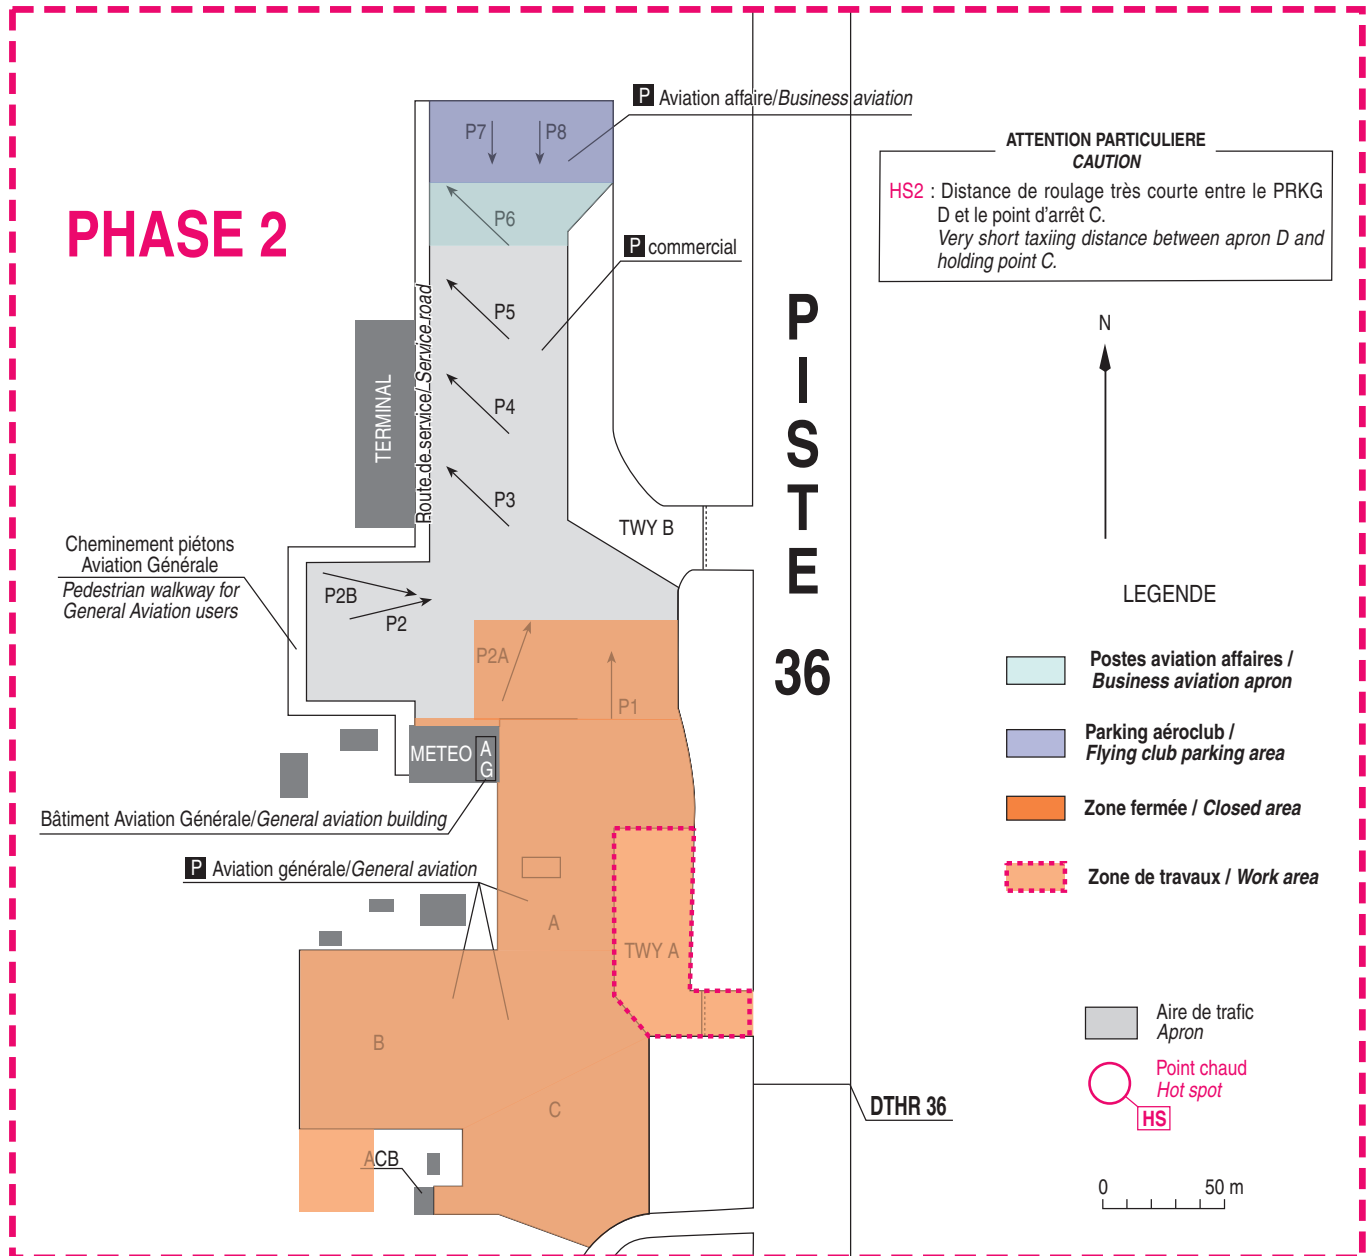 P Aviation affaire/Business aviation
P7
P8
ATTENTION PARTICULIERE
CAUTION
HS2 : Distance de roulage très courte entre le PRKG
D et le point d'arrêt C.
Very short taxiing distance between apron D and
holding point C.
PHASE 2
P6
P commercial
P5
P4
P3
TERMINAL
Route de service/Service road
PISTE
36
N
TWY B
Cheminement piétons
Aviation Générale
Pedestrian walkway for
General Aviation users
P2B
P2
P2A
P1
LEGENDE
Postes aviation affaires /
Business aviation apron
Parking aéroclub /
Flying club parking area
Zone fermée / Closed area
Zone de travaux / Work area
METEO
A
G
Bâtiment Aviation Générale/General aviation building
P Aviation générale/General aviation
A
TWY A
B
C
ACB
DTHR 36
Aire de trafic
Apron
Point chaud
Hot spot
HS
0
50 m